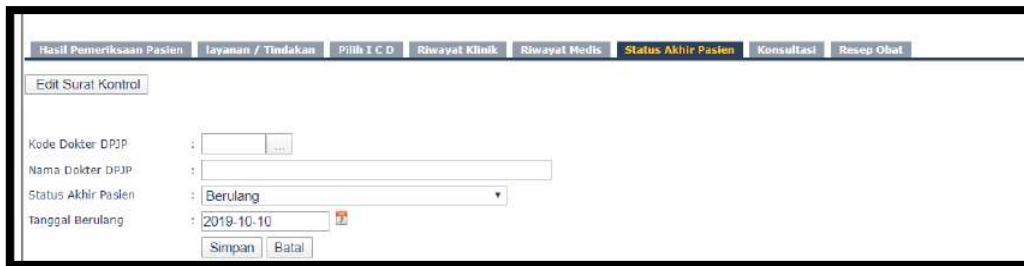 Hasil Pemeriksaan Pasien layanan / Tindakan Pilih I C D Riwayat Klinik Riwayat Medis Status Akhir Pasien Konsultasi Resep Obat
Edit Surat Kontrol
Kode Dokter DPJP : ...
Nama Dokter DPJP :
Status Akhir Pasien : Berulang
Tanggal Berulang : 2019-10-10
Simpan Batal